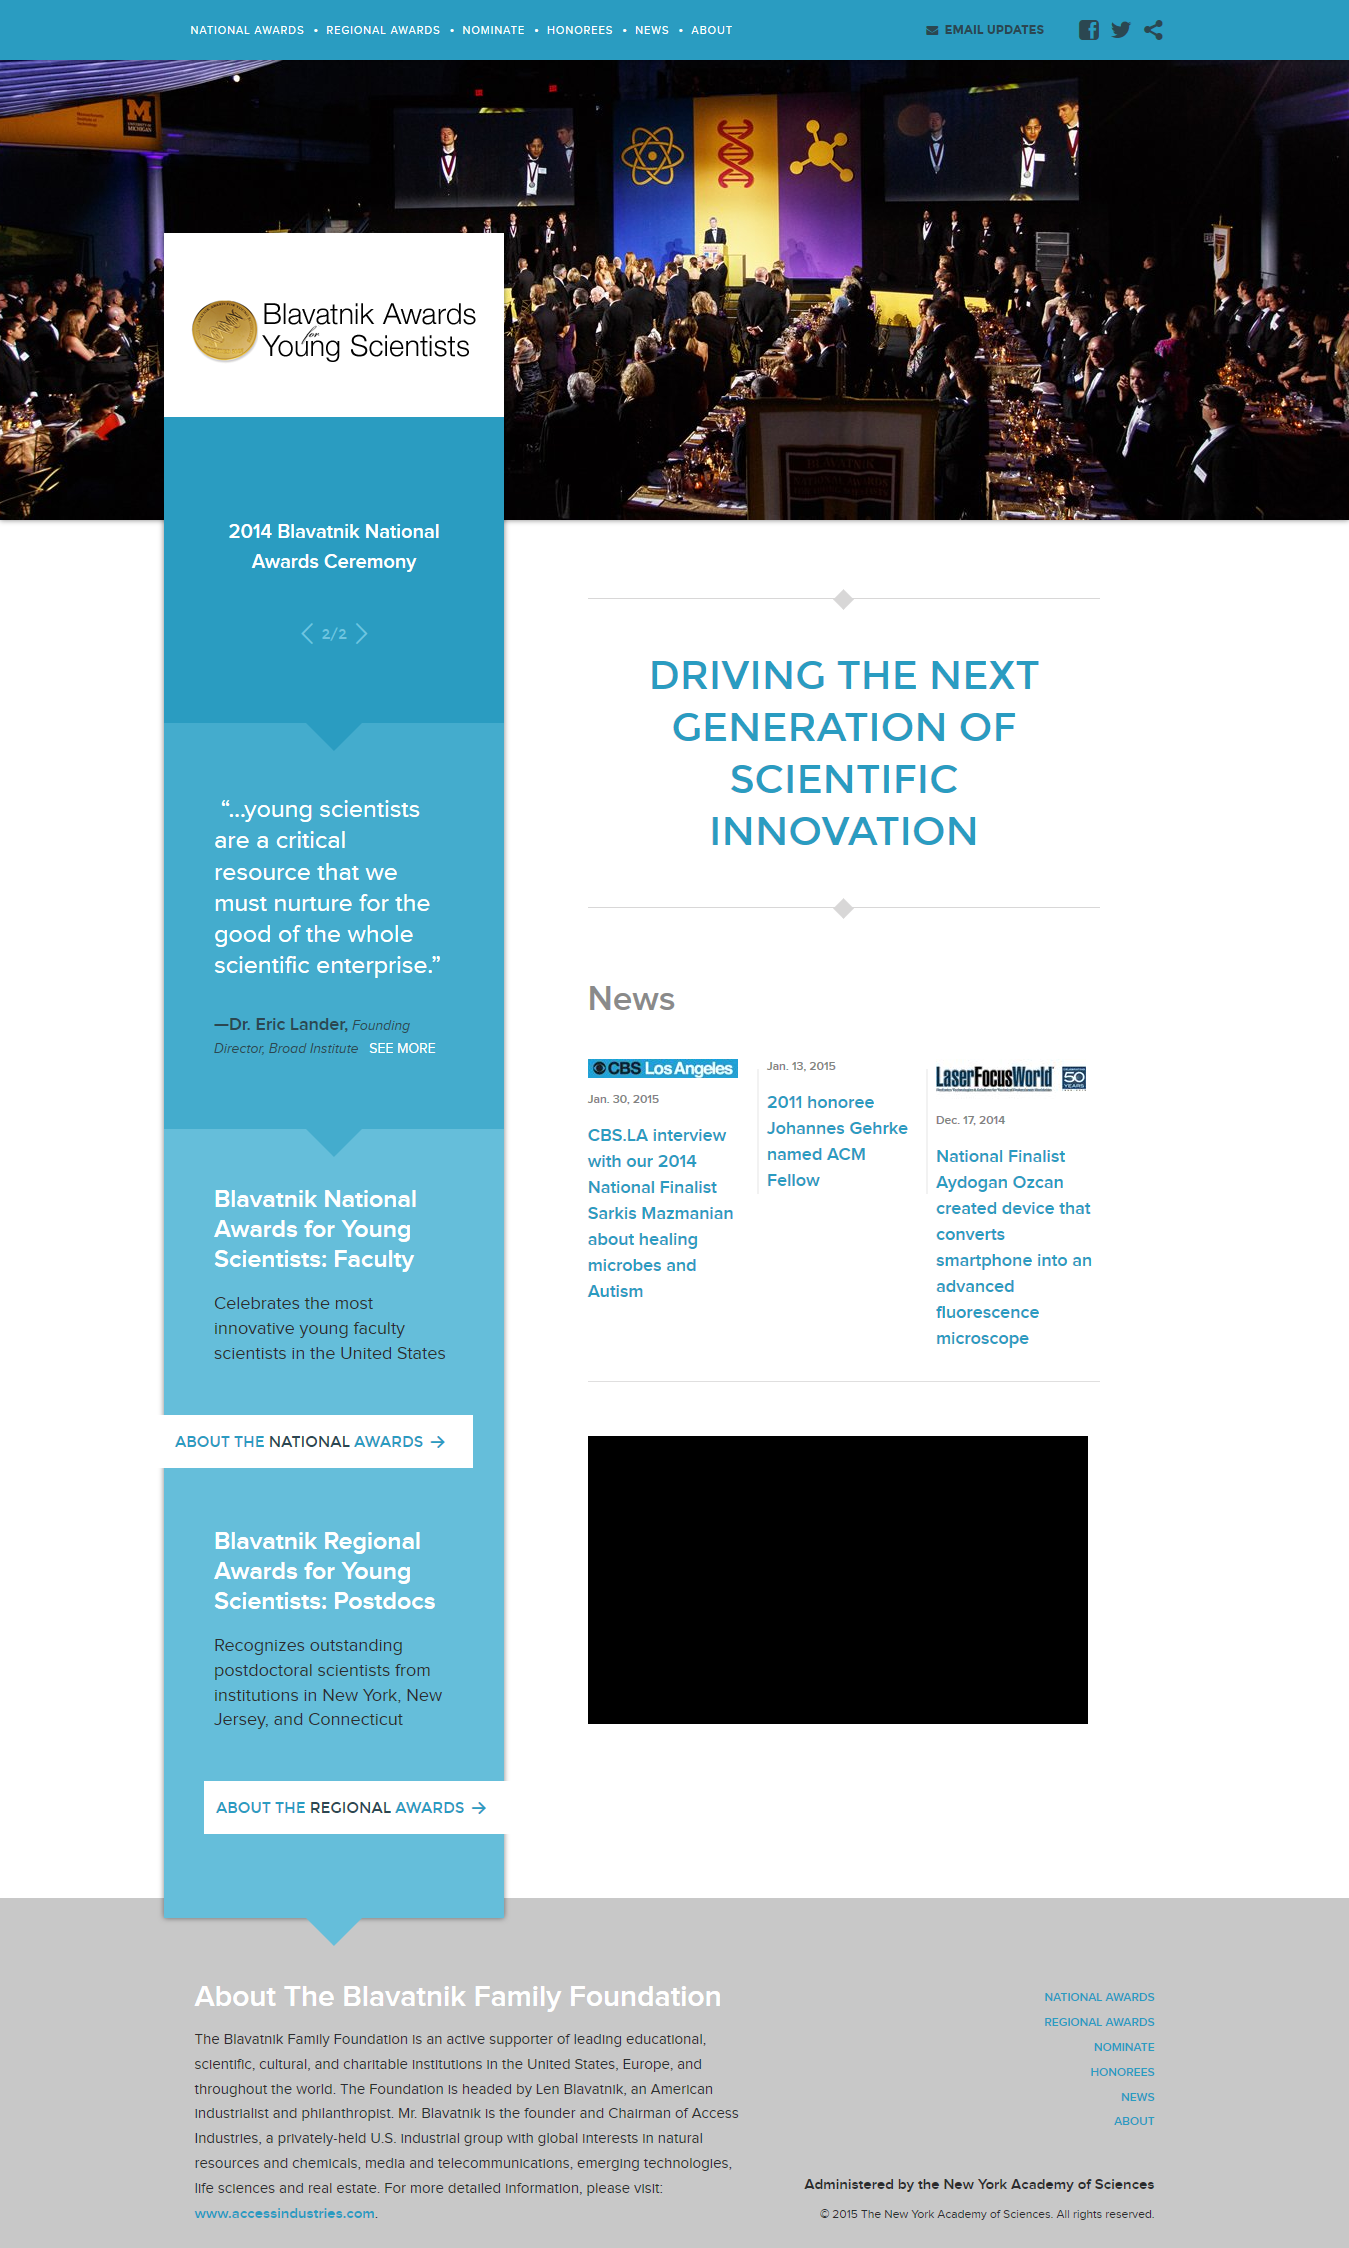 NATIONAL AWARDS • REGIONAL AWARDS • NOMINATE • HONOREES • NEWS • ABOUT
EMAIL UPDATES
M
UNIVERSITY OF
MICHIGAN
Blavatnik Awards
for
Young Scientists
BLAVATNIK
2014 Blavatnik National
Awards Ceremony
2/2
“...young scientists
are a critical
resource that we
must nurture for the
good of the whole
scientific enterprise.”
—Dr. Eric Lander, Founding
Director, Broad Institute SEE MORE
Blavatnik National
Awards for Young
Scientists: Faculty
Celebrates the most
innovative young faculty
scientists in the United States
ABOUT THE NATIONAL AWARDS →
Blavatnik Regional
Awards for Young
Scientists: Postdocs
Recognizes outstanding
postdoctoral scientists from
institutions in New York, New
Jersey, and Connecticut
ABOUT THE REGIONAL AWARDS →
DRIVING THE NEXT
GENERATION OF
SCIENTIFIC
INNOVATION
News
CBS Los Angeles
Jan. 30, 2015
CBS.LA interview
with our 2014
National Finalist
Sarkis Mazmanian
about healing
microbes and
Autism
Jan. 13, 2015
2011 honoree
Johannes Gehrke
named ACM
Fellow
LaserFocusWorld
50
YEARS
Dec. 17, 2014
National Finalist
Aydogan Ozcan
created device that
converts
smartphone into an
advanced
fluorescence
microscope
About The Blavatnik Family Foundation
The Blavatnik Family Foundation is an active supporter of leading educational,
scientific, cultural, and charitable institutions in the United States, Europe, and
throughout the world. The Foundation is headed by Len Blavatnik, an American
industrialist and philanthropist. Mr. Blavatnik is the founder and Chairman of Access
Industries, a privately-held U.S. industrial group with global interests in natural
resources and chemicals, media and telecommunications, emerging technologies,
life sciences and real estate. For more detailed information, please visit:
www.accessindustries.com.
NATIONAL AWARDS
REGIONAL AWARDS
NOMINATE
HONOREES
NEWS
ABOUT
Administered by the New York Academy of Sciences
© 2015 The New York Academy of Sciences. All rights reserved.